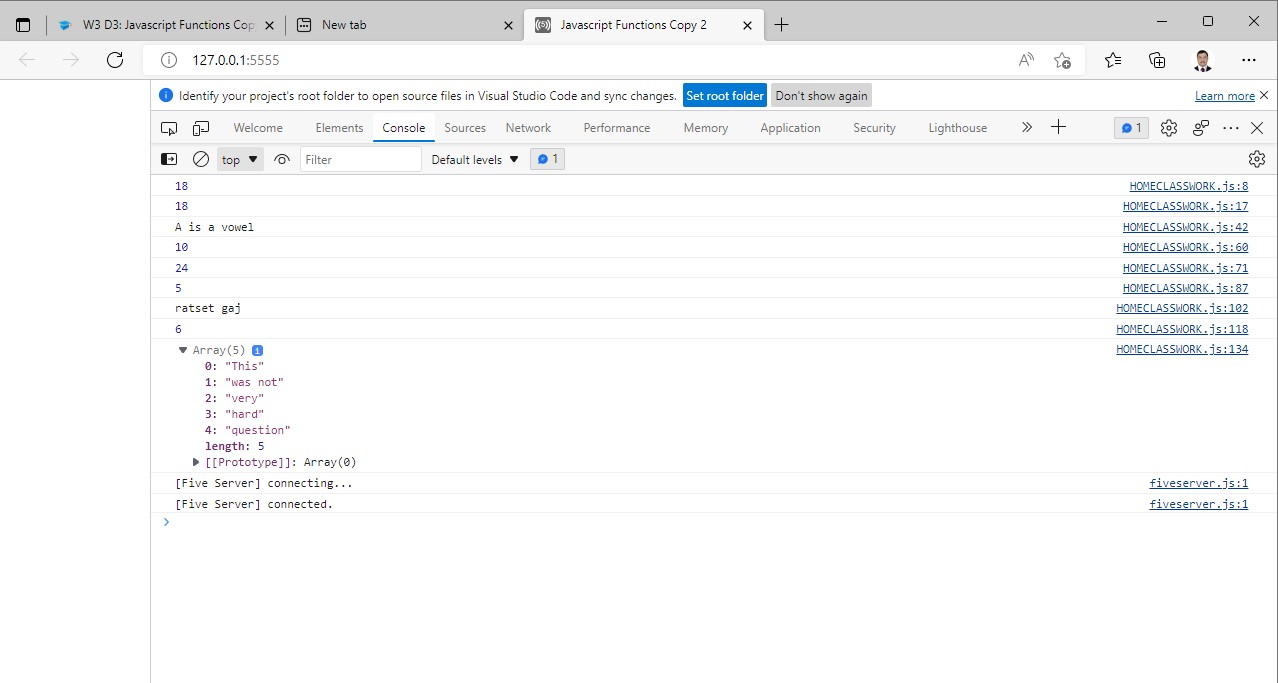 W3 D3: Javascript Functions Cop
New tab
Javascript Functions Copy 2
127.0.0.1:5555
Identify your project's root folder to open source files in Visual Studio Code and sync changes. Set root folder Don't show again Learn more
Welcome Elements Console Sources Network Performance Memory Application Security Lighthouse 1
top Filter Default levels 1
18 HOMECLASSWORK.js:8
18 HOMECLASSWORK.js:17
A is a vowel HOMECLASSWORK.js:42
10 HOMECLASSWORK.js:60
24 HOMECLASSWORK.js:71
5 HOMECLASSWORK.js:87
ratset gaj HOMECLASSWORK.js:102
6 HOMECLASSWORK.js:118
Array(5) i HOMECLASSWORK.js:134
0: "This"
1: "was not"
2: "very"
3: "hard"
4: "question"
length: 5
[[Prototype]]: Array(0)
[Five Server] connecting... fiveserver.js:1
[Five Server] connected. fiveserver.js:1